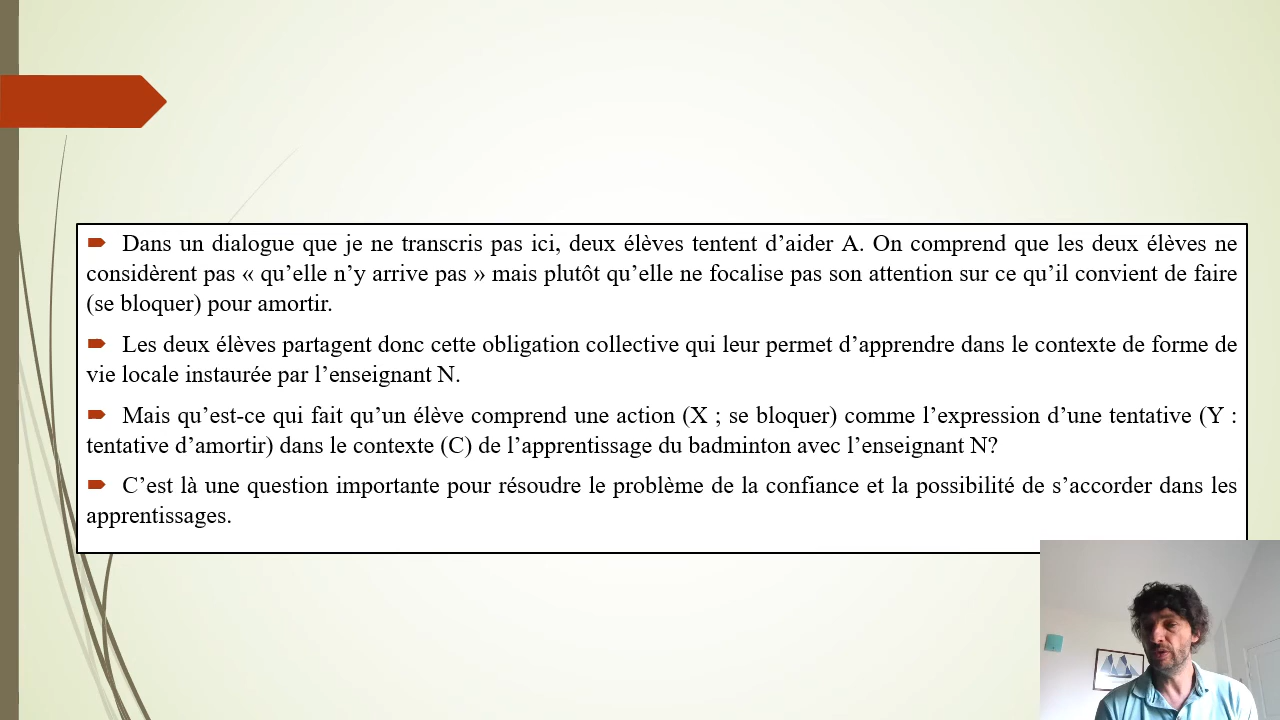 Dans un dialogue que je ne transcris pas ici, deux élèves tentent d’aider A. On comprend que les deux élèves ne
considèrent pas « qu’elle n’y arrive pas » mais plutôt qu’elle ne focalise pas son attention sur ce qu’il convient de faire
(se bloquer) pour amortir.
Les deux élèves partagent donc cette obligation collective qui leur permet d’apprendre dans le contexte de forme de
vie locale instaurée par l’enseignant N.
Mais qu’est-ce qui fait qu’un élève comprend une action (X ; se bloquer) comme l’expression d’une tentative (Y :
tentative d’amortir) dans le contexte (C) de l’apprentissage du badminton avec l’enseignant N?
C’est là une question importante pour résoudre le problème de la confiance et la possibilité de s’accorder dans les
apprentissages.